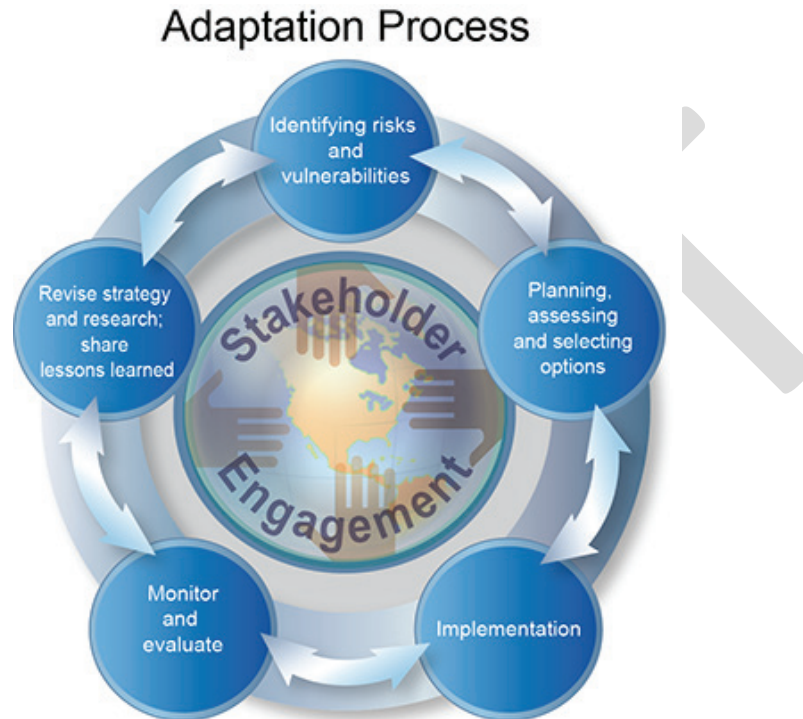 Adaptation Process
Identifying risks
and
vulnerabilities
Revise strategy
and research;
share
lessons learned
Planning,
assessing
and selecting
options
Stakeholder
Engagement
Monitor
and
evaluate
Implementation